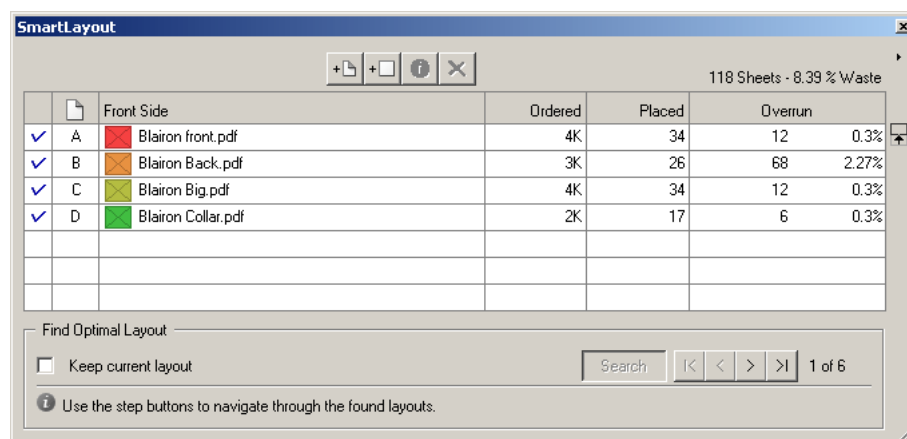 SmartLayout
118 Sheets - 8.39 % Waste
Front Side Ordered Placed Overrun
A Blairon front.pdf 4K 34 12 0.3%
B Blairon Back.pdf 3K 26 68 2.27%
C Blairon Big.pdf 4K 34 12 0.3%
D Blairon Collar.pdf 2K 17 6 0.3%
Find Optimal Layout
Keep current layout Search 1 of 6
Use the step buttons to navigate through the found layouts.